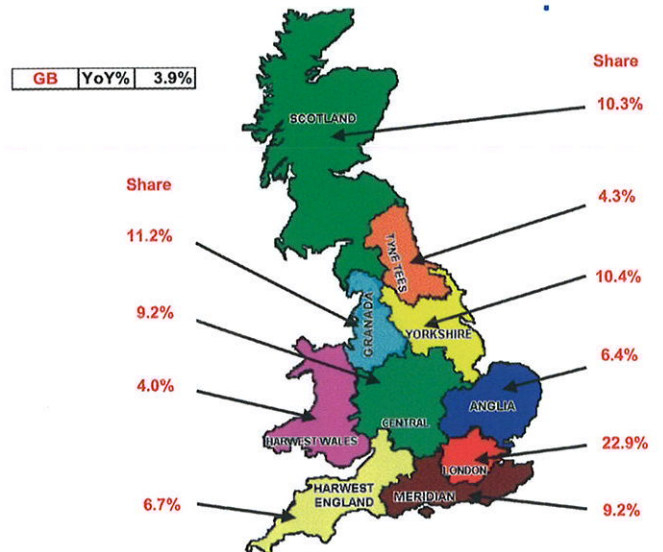 GB YoY% 3.9%
Share
10.3%
SCOTLAND
Share
4.3%
11.2%
TYNE TEES
10.4%
9.2%
GRANADA
YORKSHIRE
6.4%
4.0%
ANGLIA
CENTRAL
HARWEST WALES
22.9%
LONDON
HARWEST
ENGLAND
MERIDIAN
6.7%
9.2%